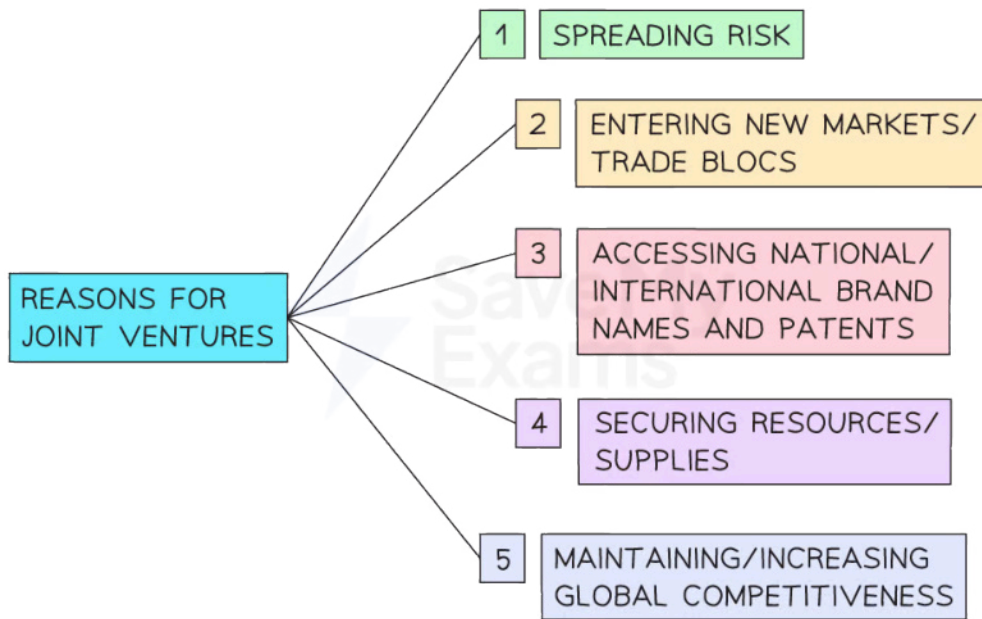 1
SPREADING RISK
2
ENTERING NEW MARKETS/
TRADE BLOCS
3
ACCESSING NATIONAL/
INTERNATIONAL BRAND
NAMES AND PATENTS
REASONS FOR
JOINT VENTURES
Save My
Exams
4
SECURING RESOURCES/
SUPPLIES
5
MAINTAINING/INCREASING
GLOBAL COMPETITIVENESS